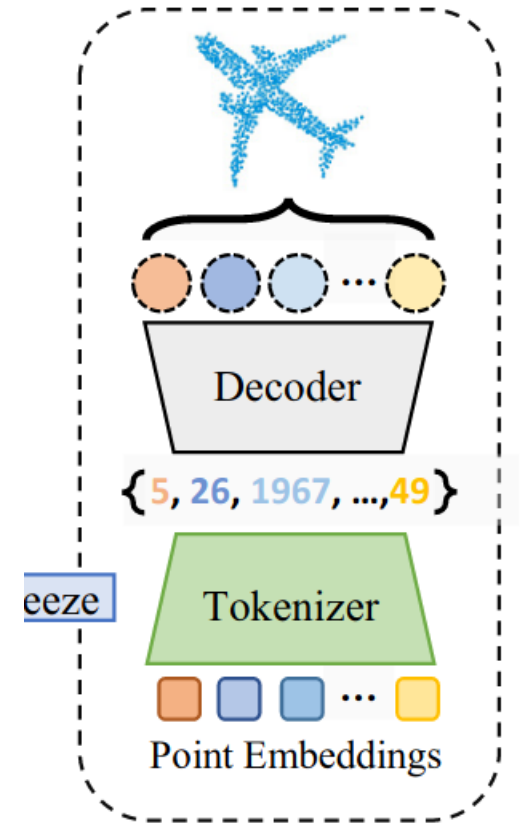 ...
Decoder
{5, 26, 1967, ...,49}
eeze
Tokenizer
...
Point Embeddings